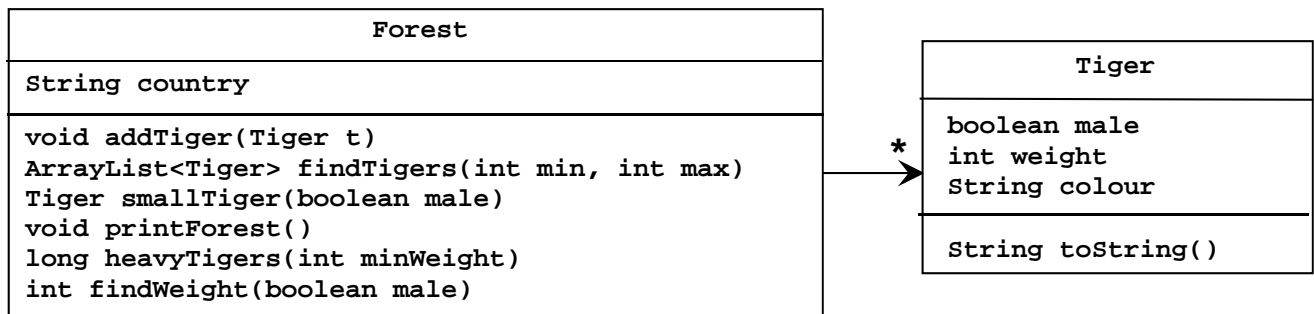 Forest
String country
void addTiger(Tiger t)
ArrayList<Tiger> findTigers(int min, int max)
Tiger smallTiger(boolean male)
void printForest()
long heavyTigers(int minWeight)
int findWeight(boolean male)
*
Tiger
boolean male
int weight
String colour
String toString()